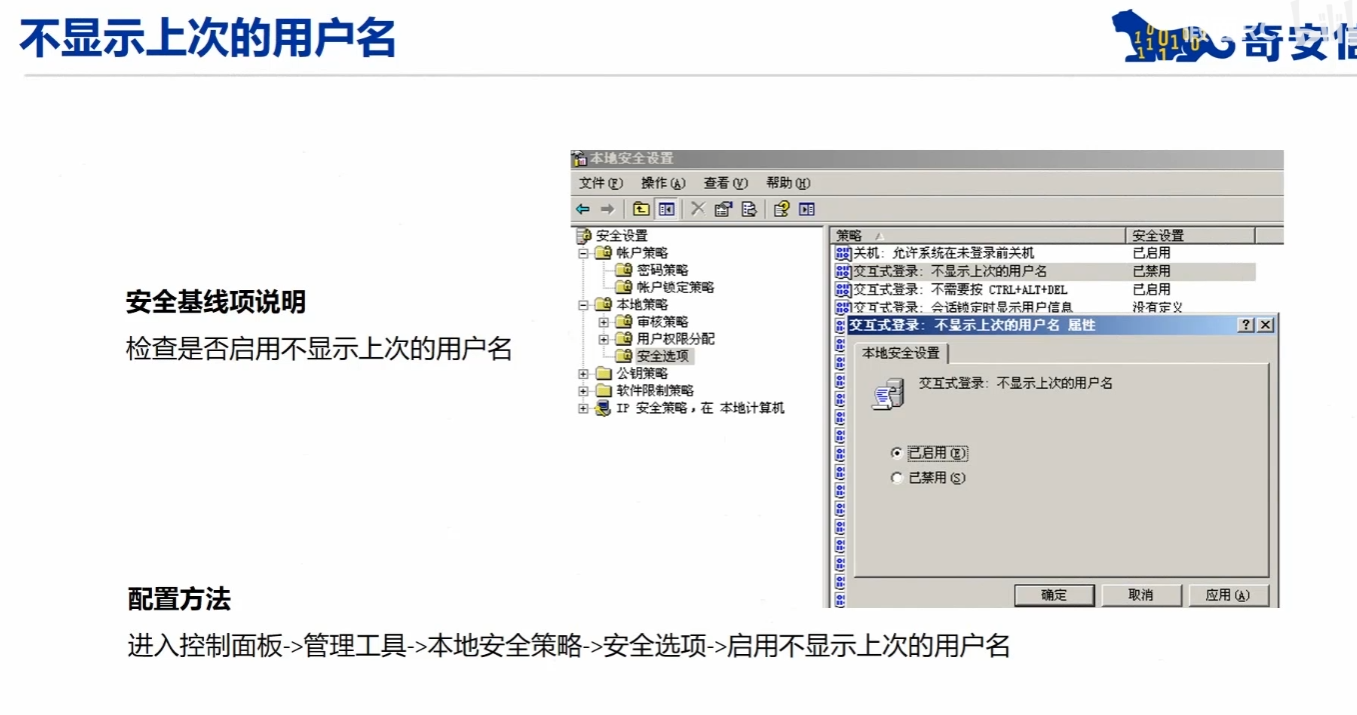 不显示上次的用户名
奇安信
本地安全设置
文件(F) 操作(A) 查看(V) 帮助(H)
安全设置
帐户策略
密码策略
帐户锁定策略
本地策略
审核策略
用户权限分配
安全选项
公钥策略
软件限制策略
IP 安全策略，在 本地计算机
策略 安全设置
关机: 允许系统在未登录前关机 已启用
交互式登录: 不显示上次的用户名 已禁用
交互式登录: 不需要按 CTRL+ALT+DEL 已启用
交互式登录: 会话锁定时显示用户信息 没有定义
交互式登录: 不显示上次的用户名 属性
本地安全设置
交互式登录: 不显示上次的用户名
已启用(E)
已禁用(S)
确定 取消 应用(A)
安全基线项说明
检查是否启用不显示上次的用户名
配置方法
进入控制面板->管理工具->本地安全策略->安全选项->启用不显示上次的用户名